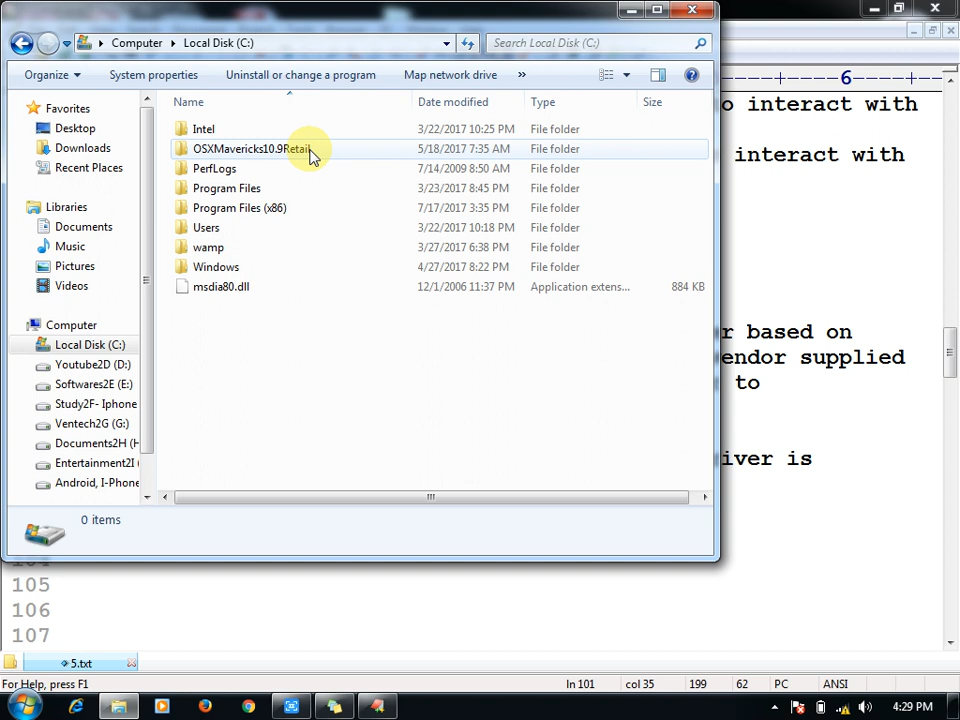 Computer
Local Disk (C:)
Search Local Disk (C:)
Organize
System properties
Uninstall or change a program
Map network drive
»
Name
Date modified
Type
Size
Favorites
Desktop
Downloads
Recent Places
Libraries
Documents
Music
Pictures
Videos
Computer
Local Disk (C:)
Youtube2D (D:)
Softwares2E (E:)
Study2F- Iphone
Ventech2G (G:)
Documents2H (H
Entertainment2I
Android, I-Phone
Intel 3/22/2017 10:25 PM File folder
OSXMavericks10.9Retail 5/18/2017 7:35 AM File folder
PerfLogs 7/14/2009 8:50 AM File folder
Program Files 3/23/2017 8:45 PM File folder
Program Files (x86) 7/17/2017 3:35 PM File folder
Users 3/22/2017 10:18 PM File folder
wamp 3/27/2017 6:38 PM File folder
Windows 4/27/2017 8:22 PM File folder
msdia80.dll 12/1/2006 11:37 PM Application extens... 884 KB
0 items
----+----6----+--
o interact with
interact with
r based on
endor supplied
to
iver is
105
106
107
5.txt
For Help, press F1
ln 101
col 35
199
62
PC
ANSI
4:29 PM